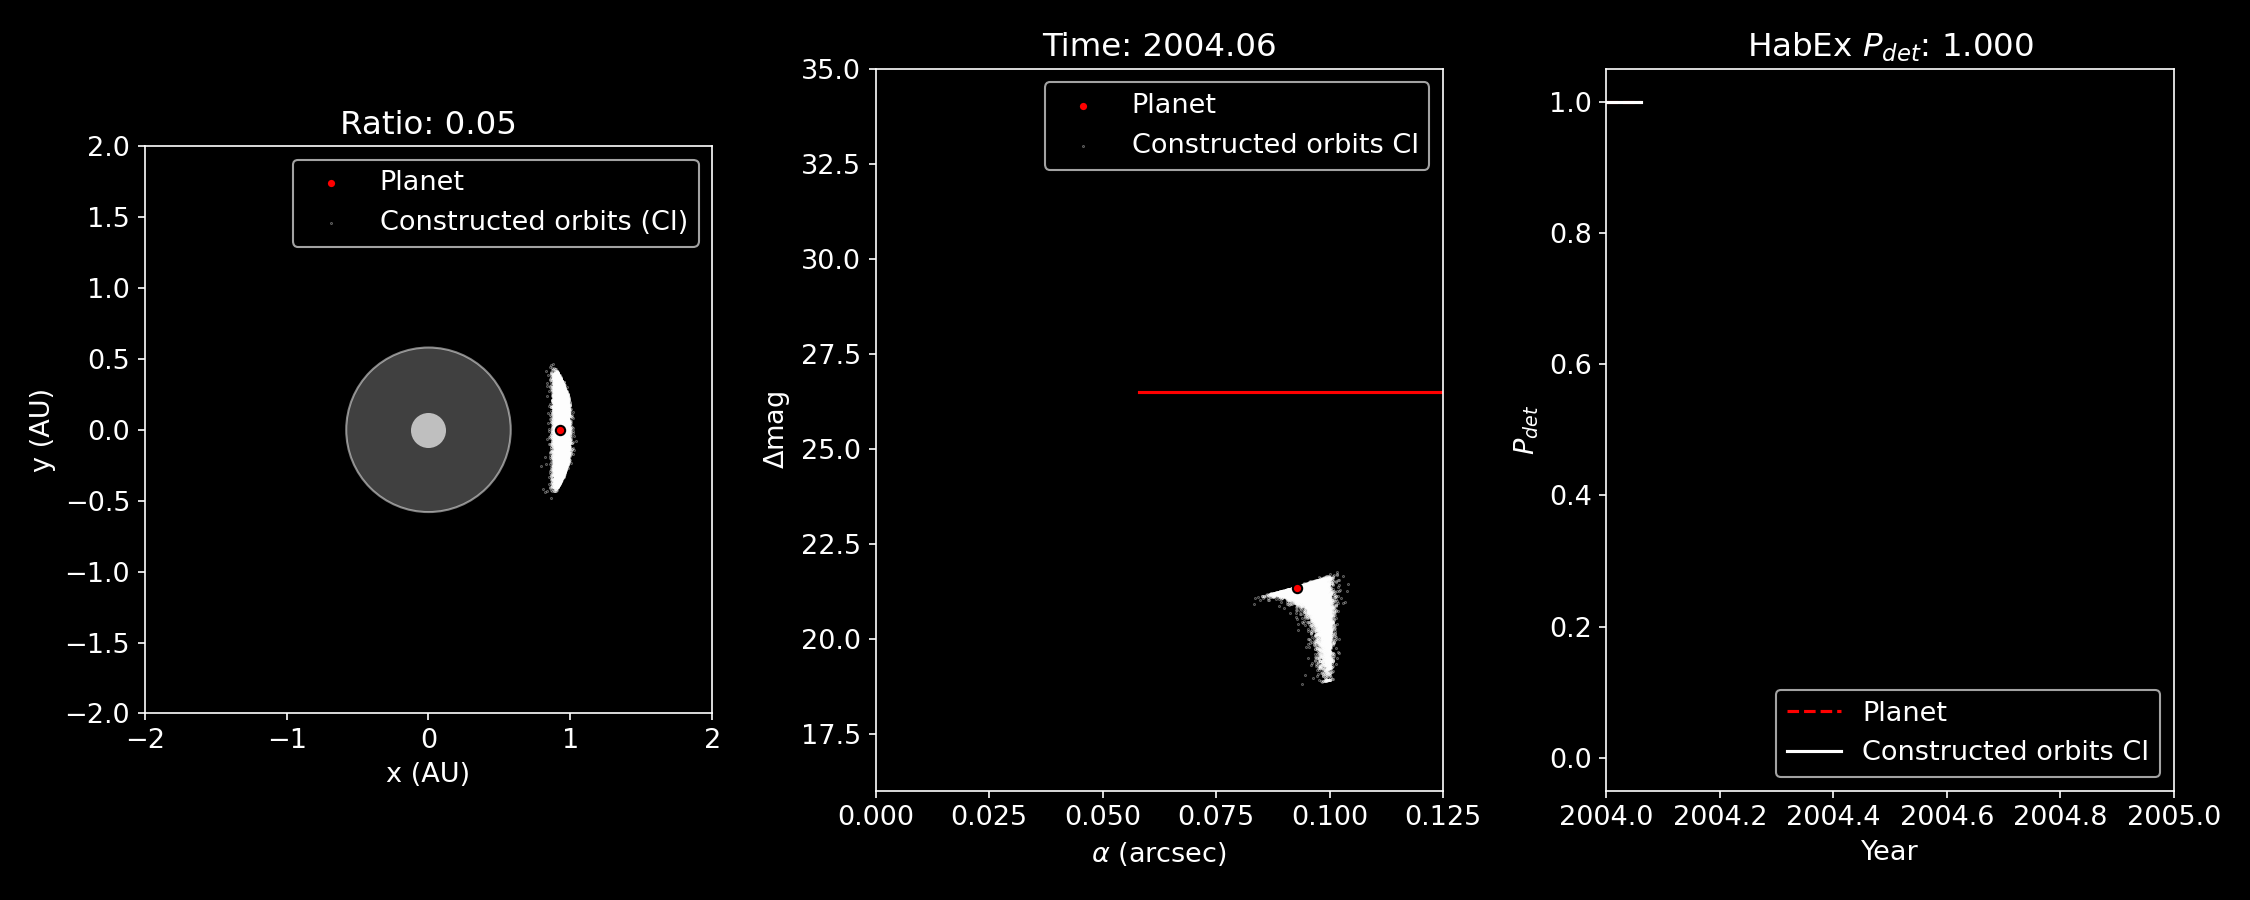 Ratio: 0.05
2.0
1.5
1.0
0.5
0.0
−0.5
−1.0
−1.5
−2.0
y (AU)
−2 −1 0 1 2
x (AU)
Planet
Constructed orbits (CI)
Time: 2004.06
35.0
32.5
30.0
27.5
25.0
22.5
20.0
17.5
Δmag
0.000 0.025 0.050 0.075 0.100 0.125
α (arcsec)
Planet
Constructed orbits CI
HabEx P_det: 1.000
1.0
0.8
0.6
0.4
0.2
0.0
P_det
2004.0 2004.2 2004.4 2004.6 2004.8 2005.0
Year
Planet
Constructed orbits CI